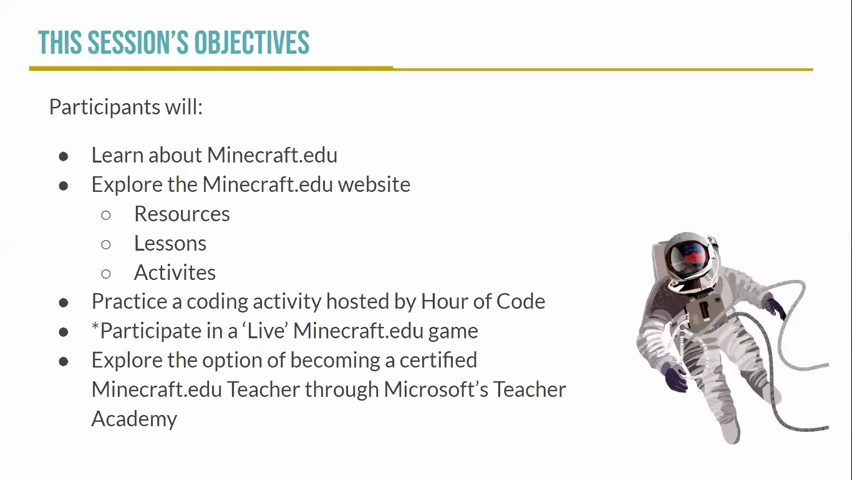 THIS SESSION'S OBJECTIVES
Participants will:
● Learn about Minecraft.edu
● Explore the Minecraft.edu website
○ Resources
○ Lessons
○ Activites
● Practice a coding activity hosted by Hour of Code
● *Participate in a ‘Live’ Minecraft.edu game
● Explore the option of becoming a certified
Minecraft.edu Teacher through Microsoft's Teacher
Academy